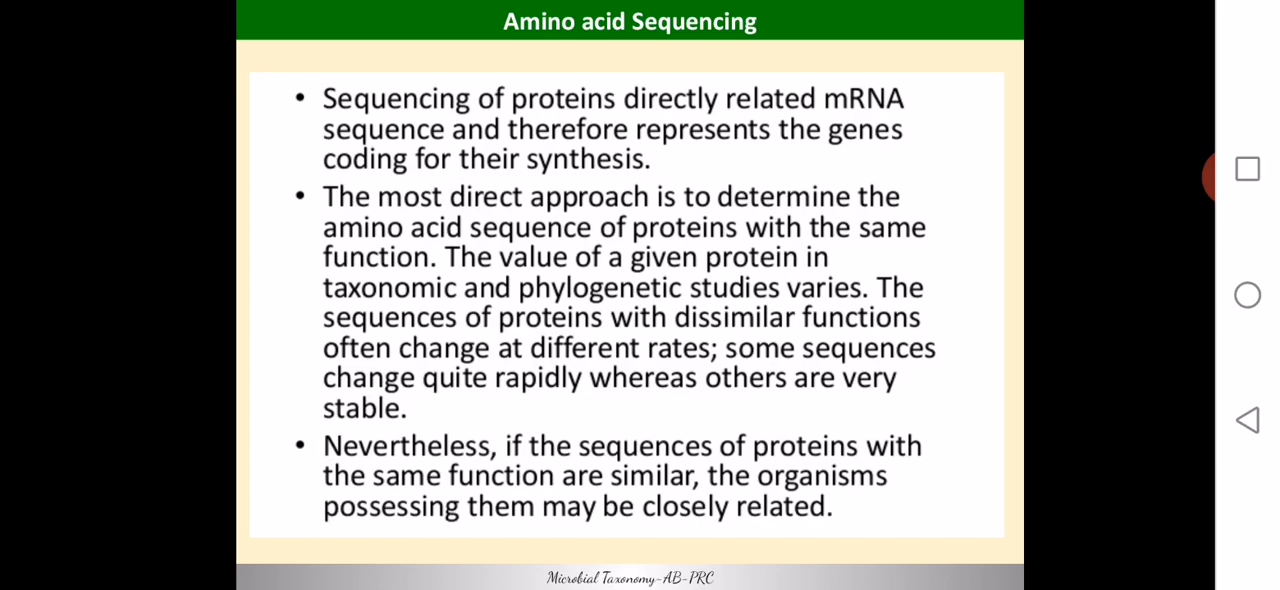 Amino acid Sequencing
• Sequencing of proteins directly related mRNA
sequence and therefore represents the genes
coding for their synthesis.
• The most direct approach is to determine the
amino acid sequence of proteins with the same
function. The value of a given protein in
taxonomic and phylogenetic studies varies. The
sequences of proteins with dissimilar functions
often change at different rates; some sequences
change quite rapidly whereas others are very
stable.
• Nevertheless, if the sequences of proteins with
the same function are similar, the organisms
possessing them may be closely related.
Microbial Taxonomy-AB-PRC